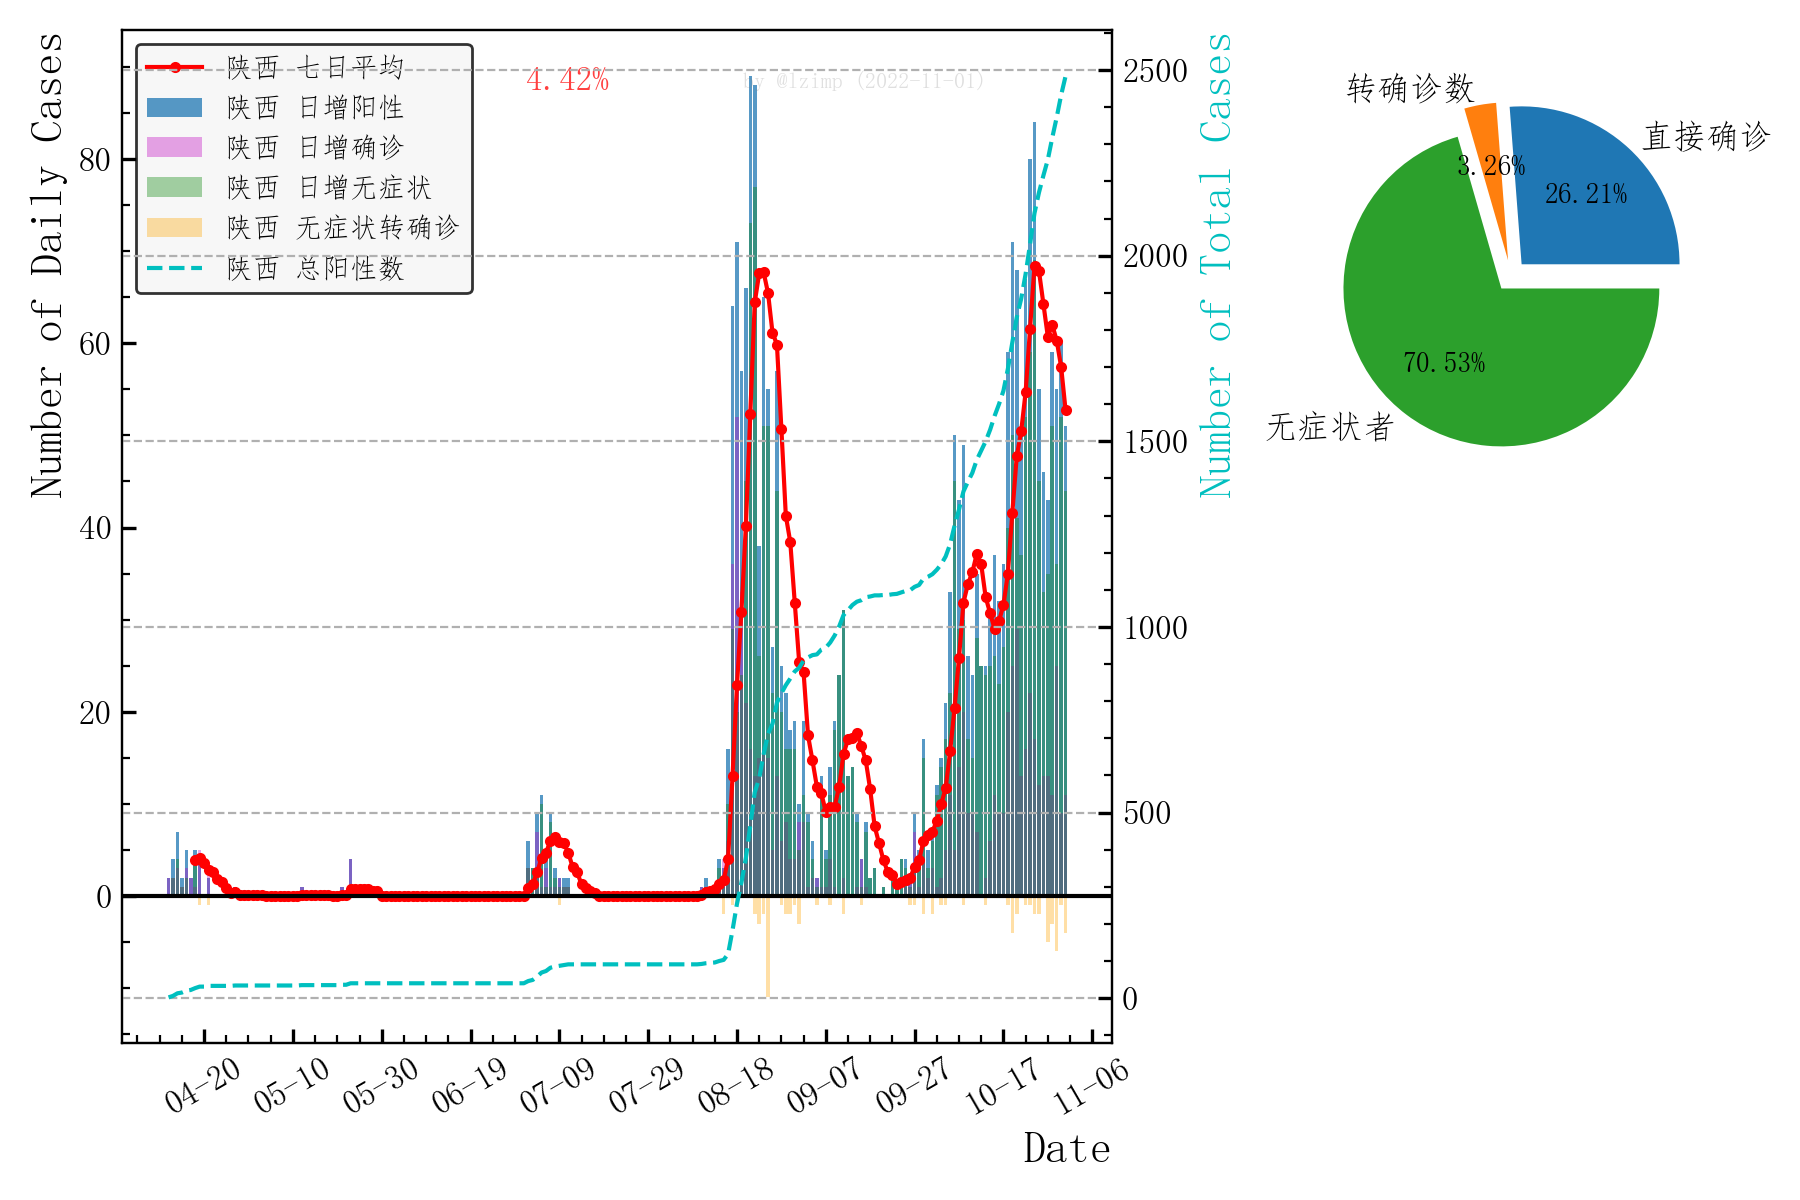 Number of Daily Cases
80
60
40
20
0
陕西 七日平均
陕西 日增阳性
陕西 日增确诊
陕西 日增无症状
陕西 无症状转确诊
陕西 总阳性数
4.42%
by @lzimp (2022-11-01)
2500
2000
1500
1000
500
0
Number of Total Cases
04-20
05-10
05-30
06-19
07-09
07-29
08-18
09-07
09-27
10-17
11-06
Date
转确诊数
直接确诊
3.26%
26.21%
70.53%
无症状者